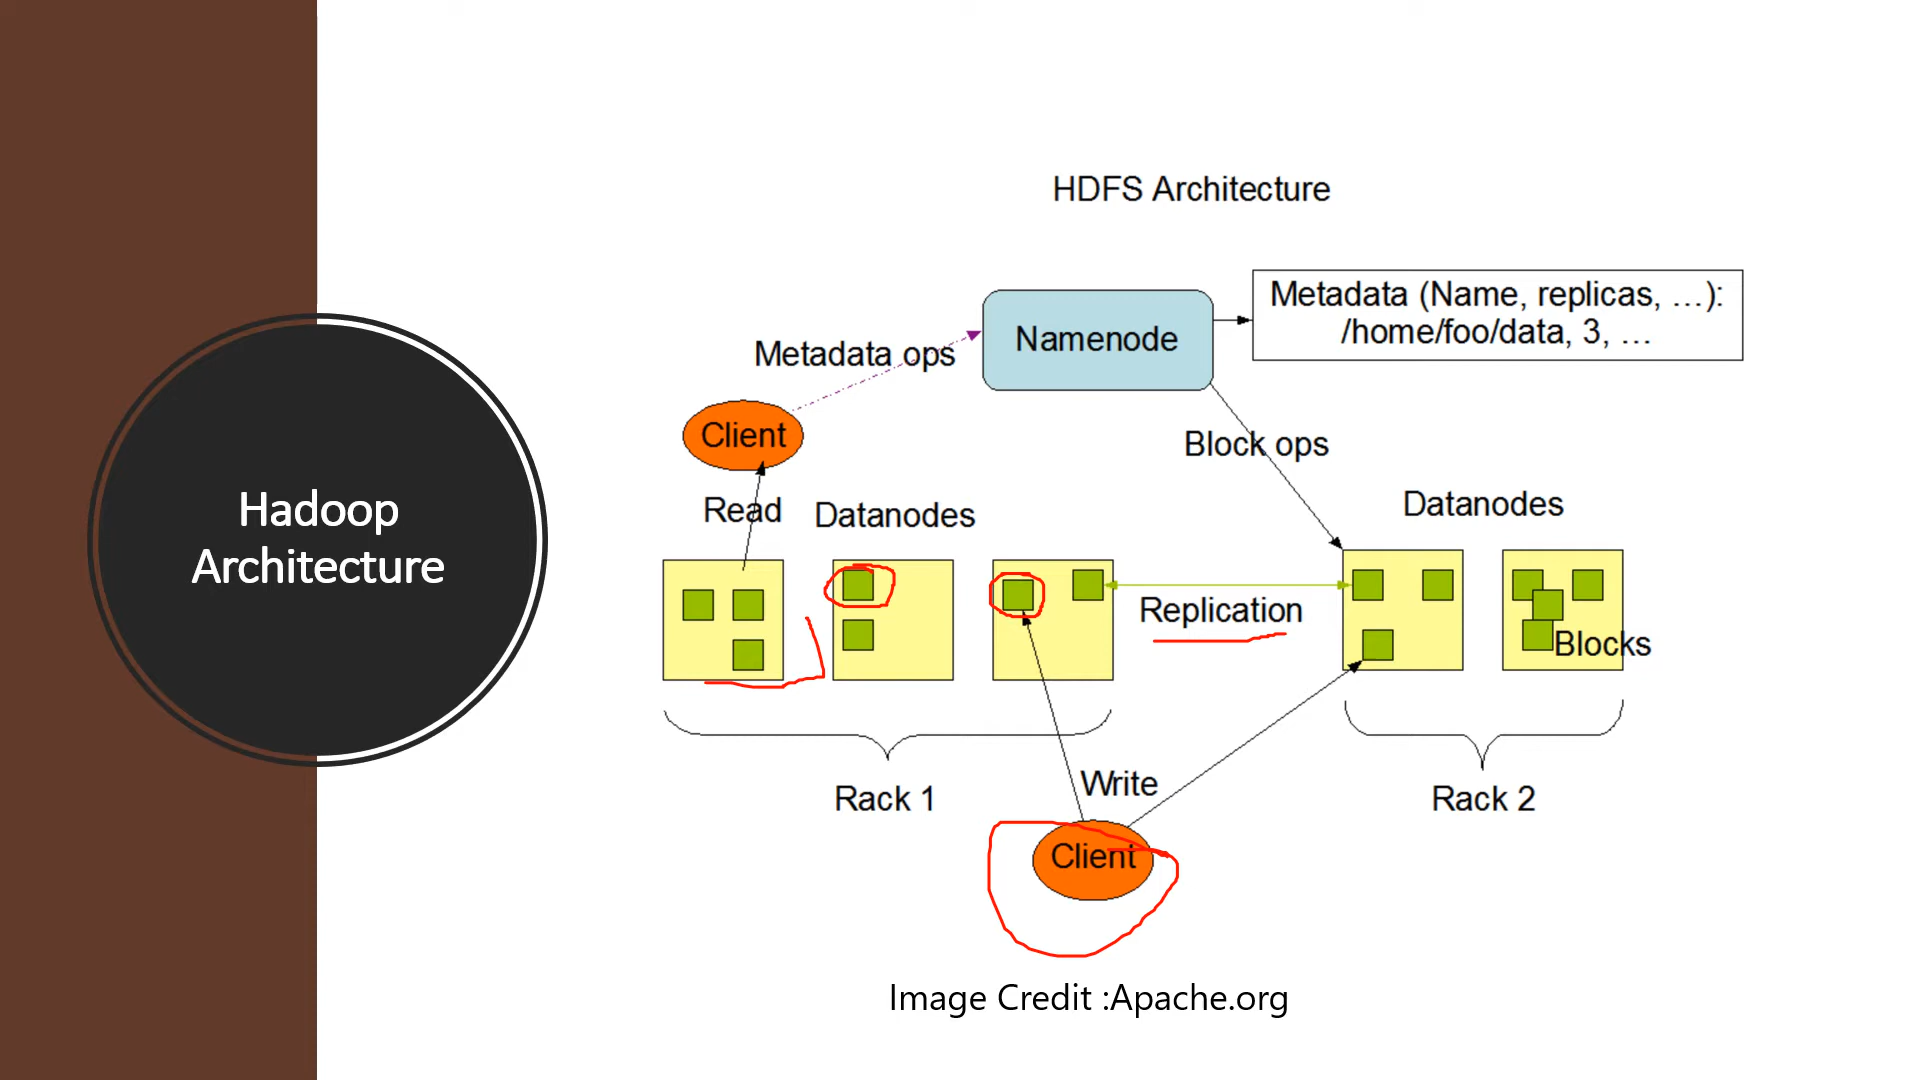 Hadoop
Architecture
HDFS Architecture
Namenode
Metadata (Name, replicas, ...):
/home/foo/data, 3, ...
Metadata ops
Client
Block ops
Read
Datanodes
Datanodes
Replication
Blocks
Rack 1
Write
Rack 2
Client
Image Credit :Apache.org